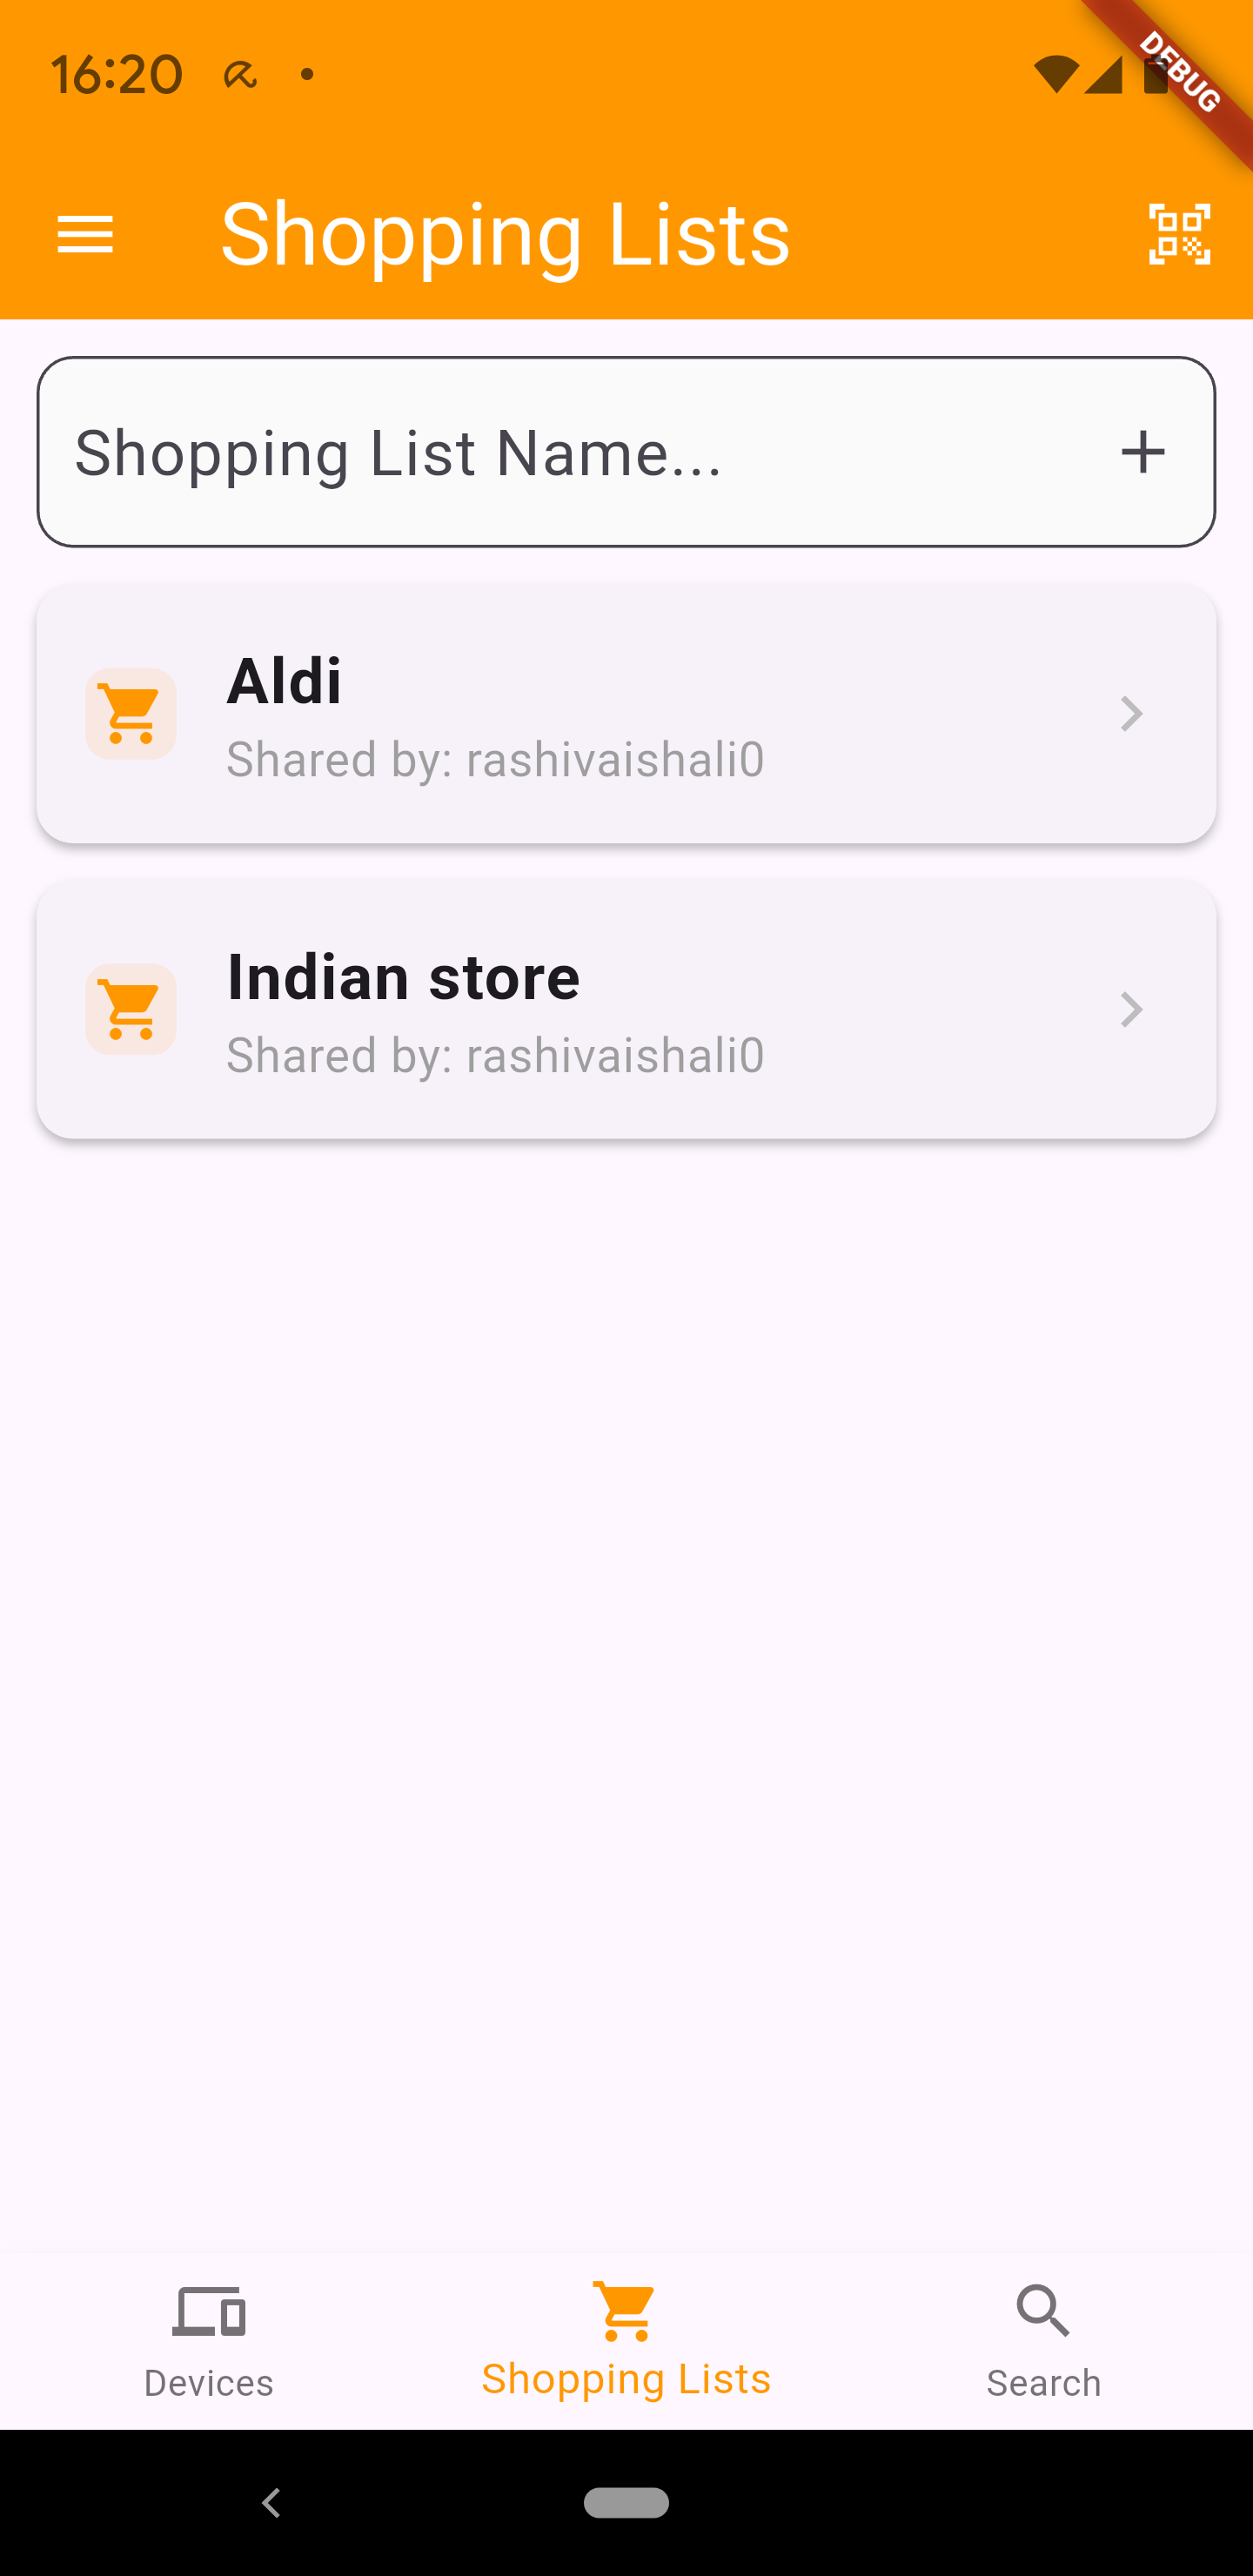 16:20
DEBUG
Shopping Lists
Shopping List Name...
Aldi
Shared by: rashivaishali0
Indian store
Shared by: rashivaishali0
Devices
Shopping Lists
Search